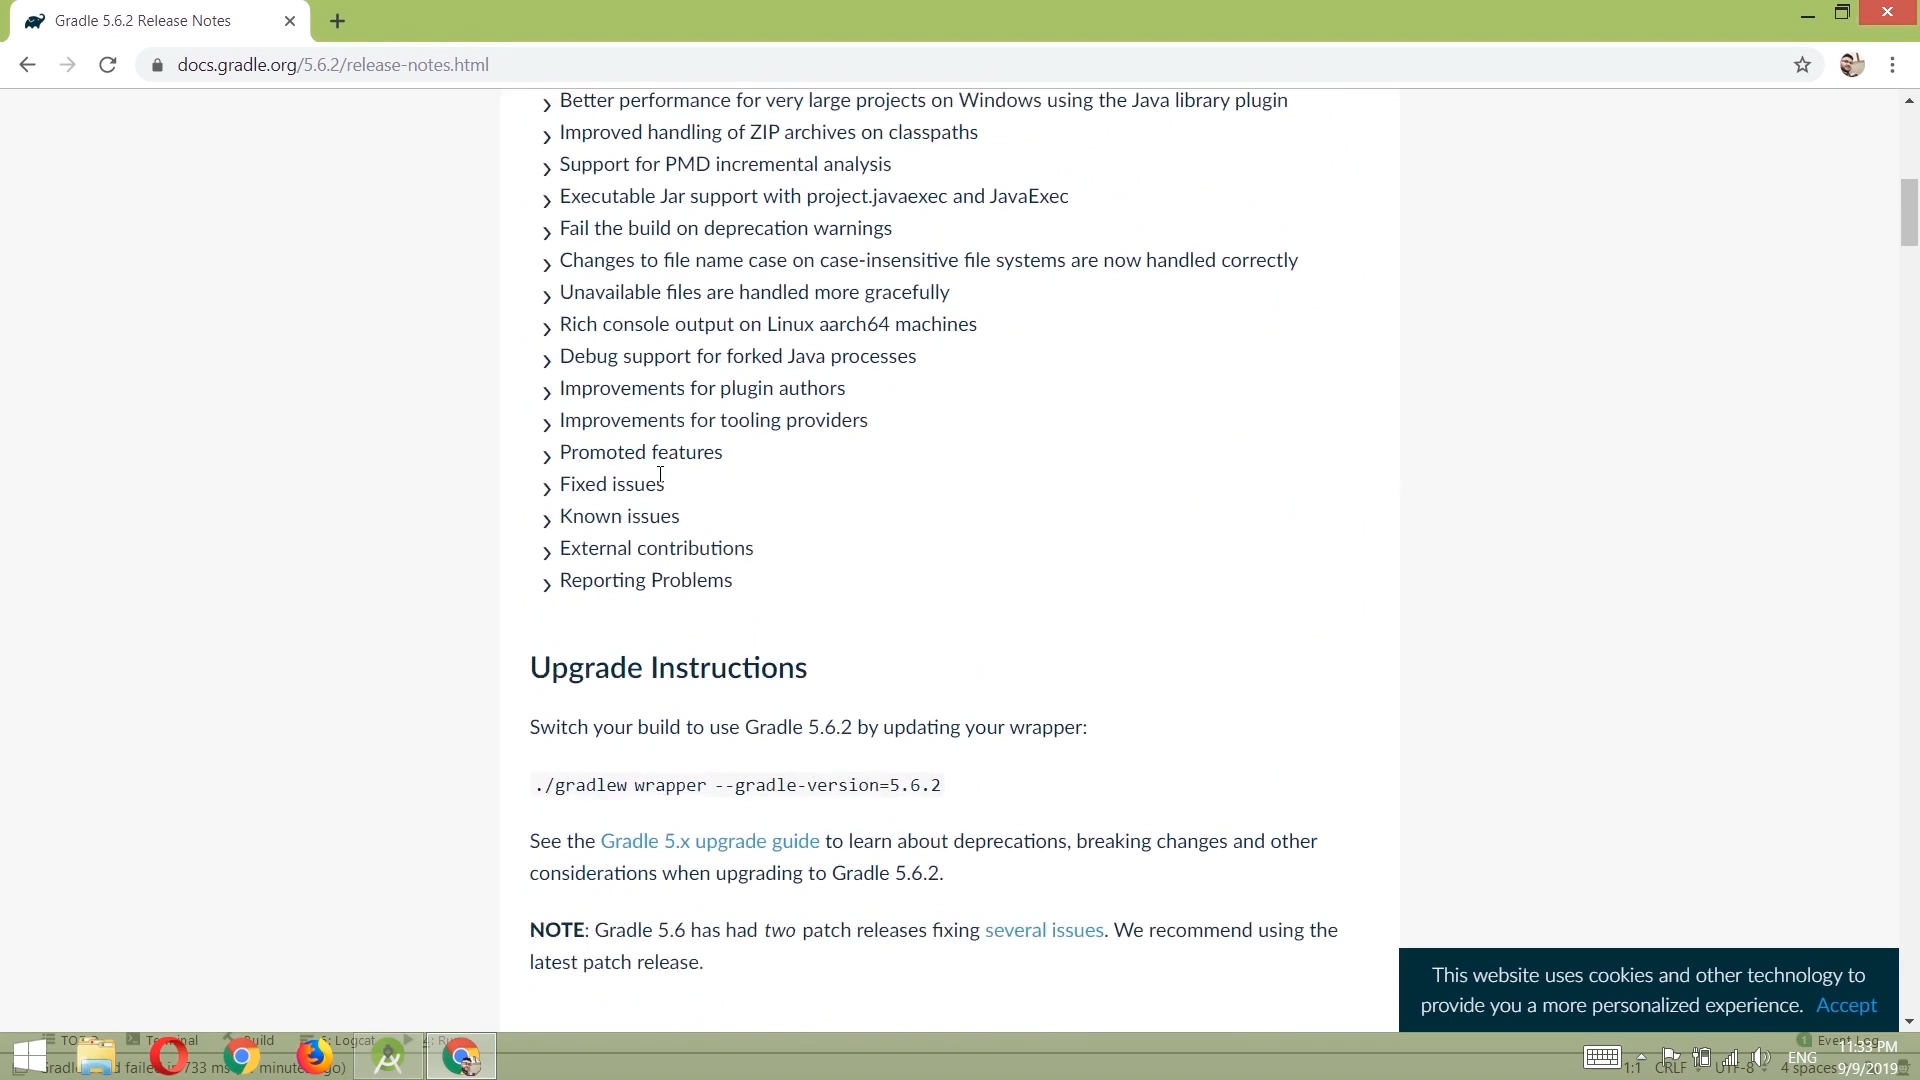 Gradle 5.6.2 Release Notes
docs.gradle.org/5.6.2/release-notes.html
Better performance for very large projects on Windows using the Java library plugin
Improved handling of ZIP archives on classpaths
Support for PMD incremental analysis
Executable Jar support with project.javaexec and JavaExec
Fail the build on deprecation warnings
Changes to file name case on case-insensitive file systems are now handled correctly
Unavailable files are handled more gracefully
Rich console output on Linux aarch64 machines
Debug support for forked Java processes
Improvements for plugin authors
Improvements for tooling providers
Promoted features
Fixed issues
Known issues
External contributions
Reporting Problems
Upgrade Instructions
Switch your build to use Gradle 5.6.2 by updating your wrapper:
./gradlew wrapper --gradle-version=5.6.2
See the Gradle 5.x upgrade guide to learn about deprecations, breaking changes and other
considerations when upgrading to Gradle 5.6.2.
NOTE: Gradle 5.6 has had two patch releases fixing several issues. We recommend using the
latest patch release.
This website uses cookies and other technology to
provide you a more personalized experience. Accept
Build
Logcat
ENG
11:33 PM
733 ms
1:1 CRLF UTF-8 4 spaces
9/9/2019